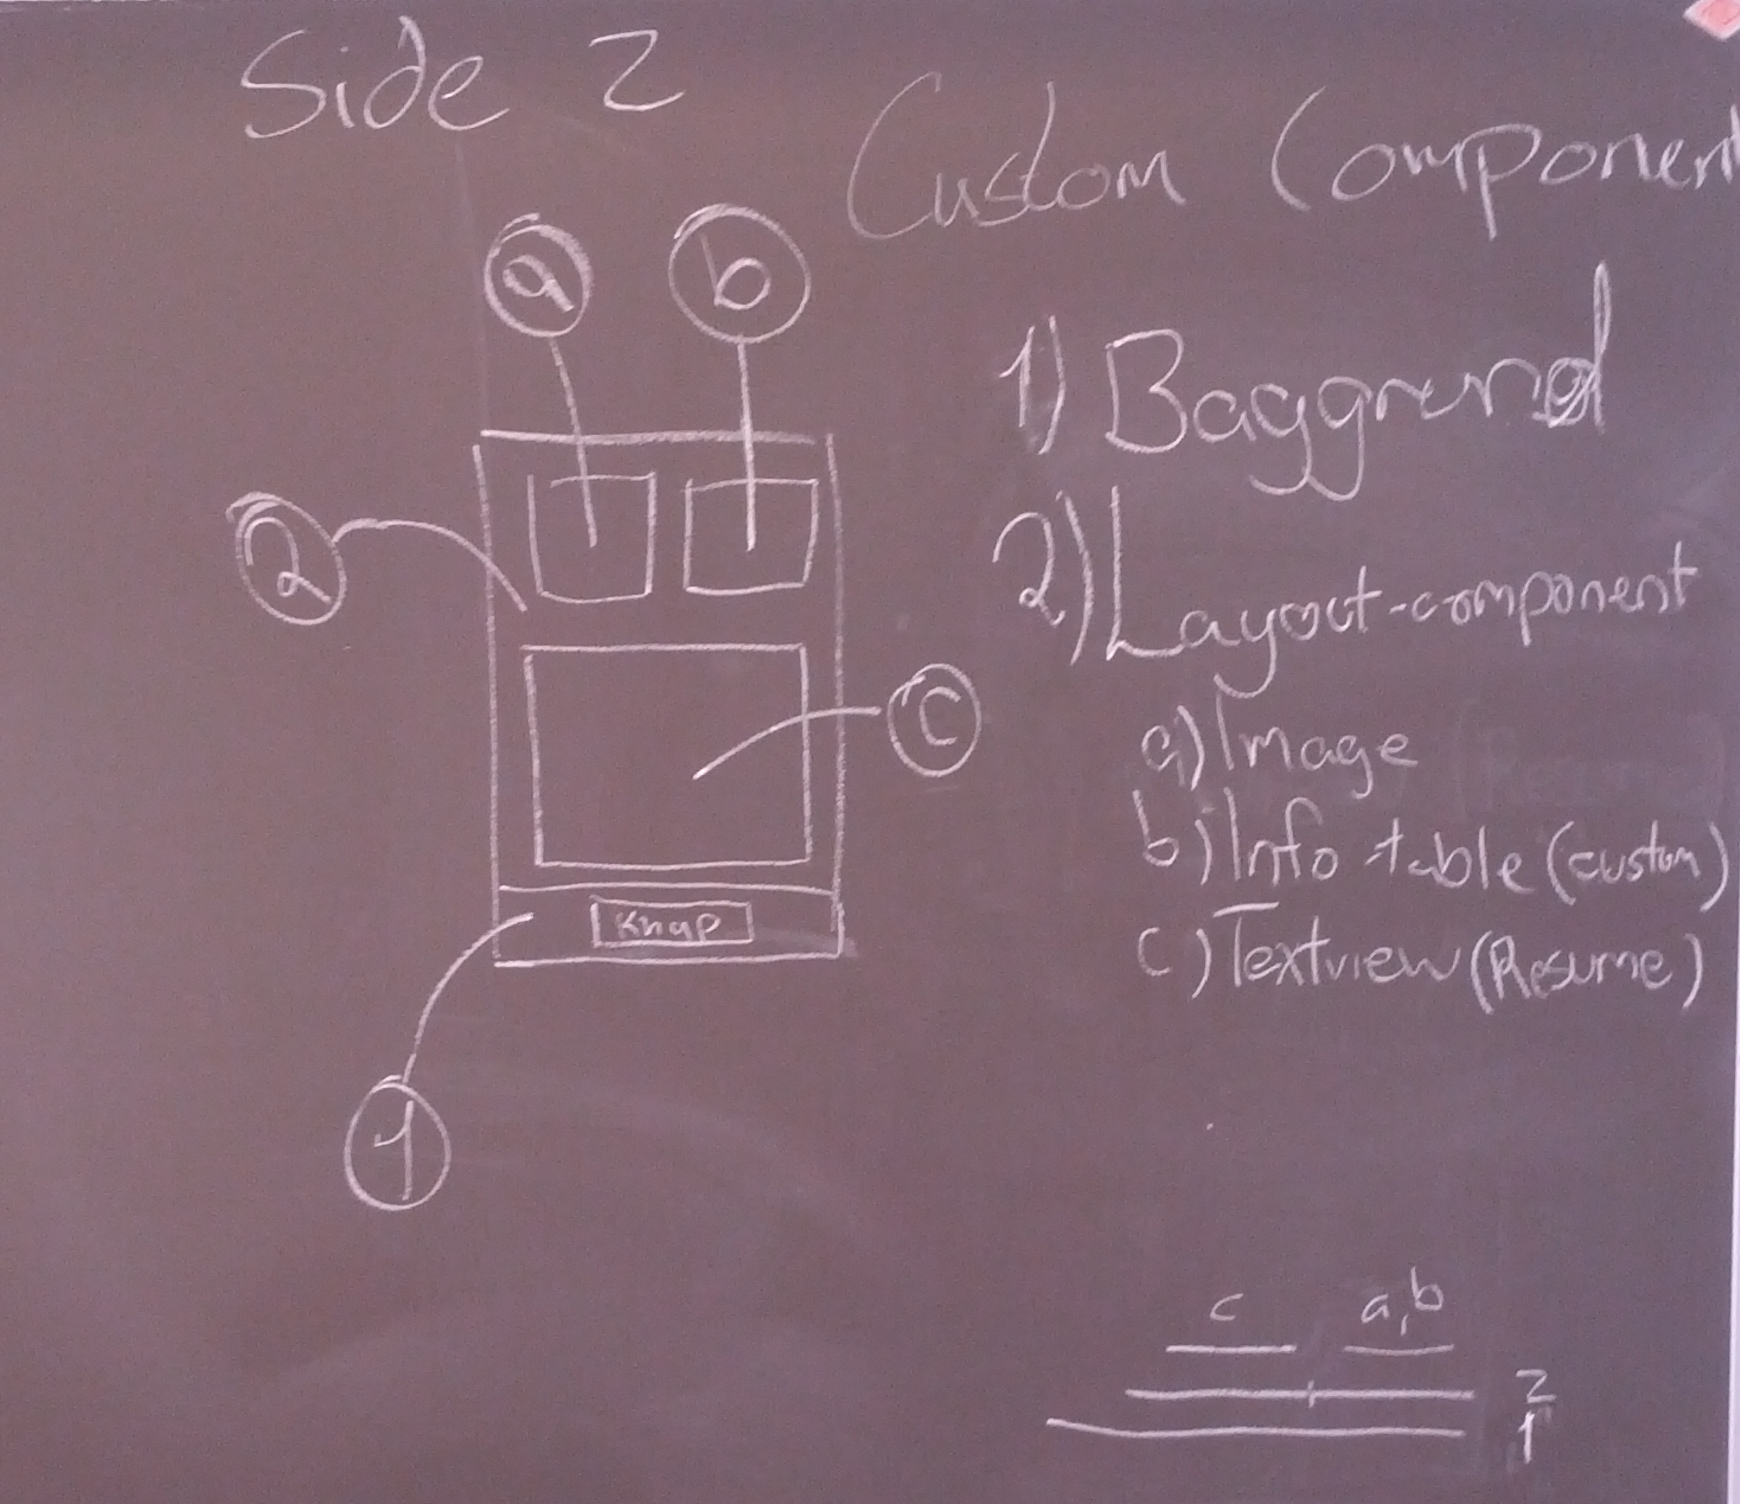 Side 2
Custom Component
a
b
1) Baggrund
2
2) Layout-component
c
a) Image
b) Info table (custom)
Knap
c) Textview (Resume)
1
c a,b
2
1